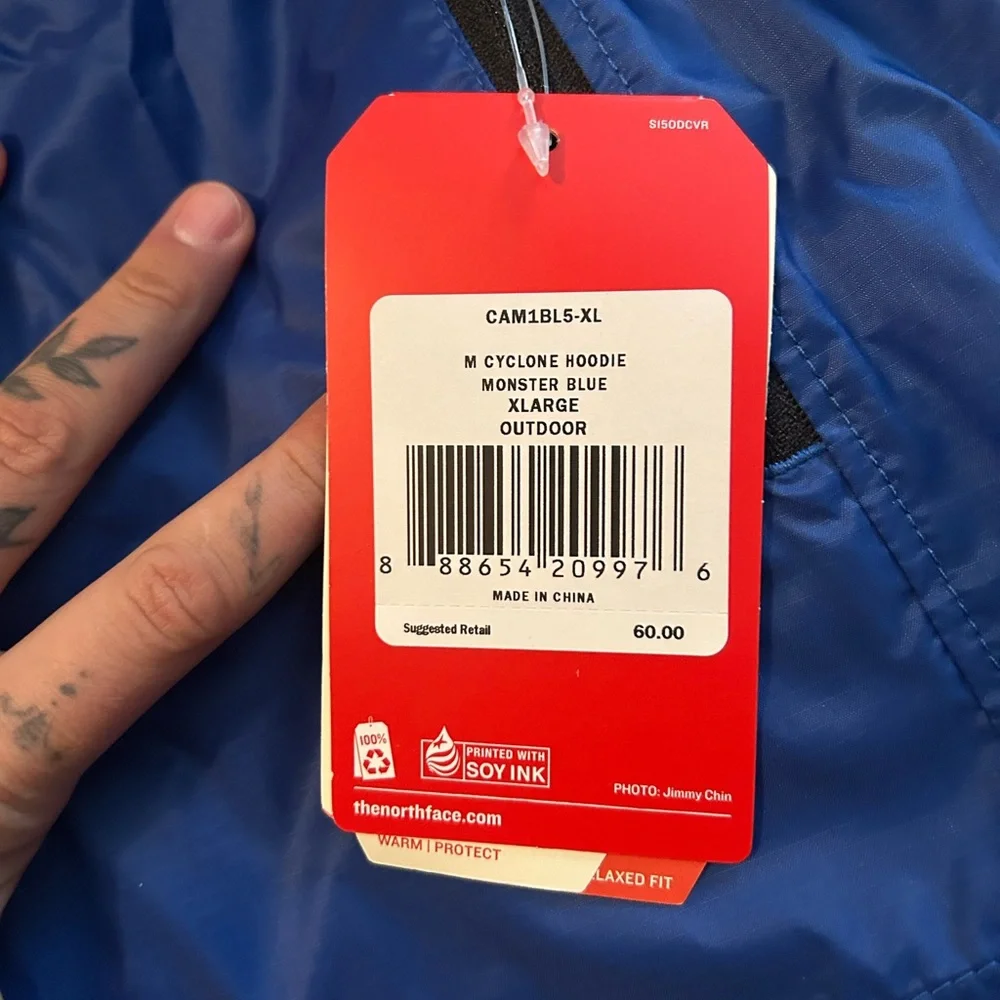 SI50DCVR
CAM1BL5-XL
M CYCLONE HOODIE
MONSTER BLUE
XLARGE
OUTDOOR
8 88654 20997 6
MADE IN CHINA
Suggested Retail 60.00
100%
PRINTED WITH
SOY INK
PHOTO: Jimmy Chin
thenorthface.com
WARM | PROTECT
LAXED FIT